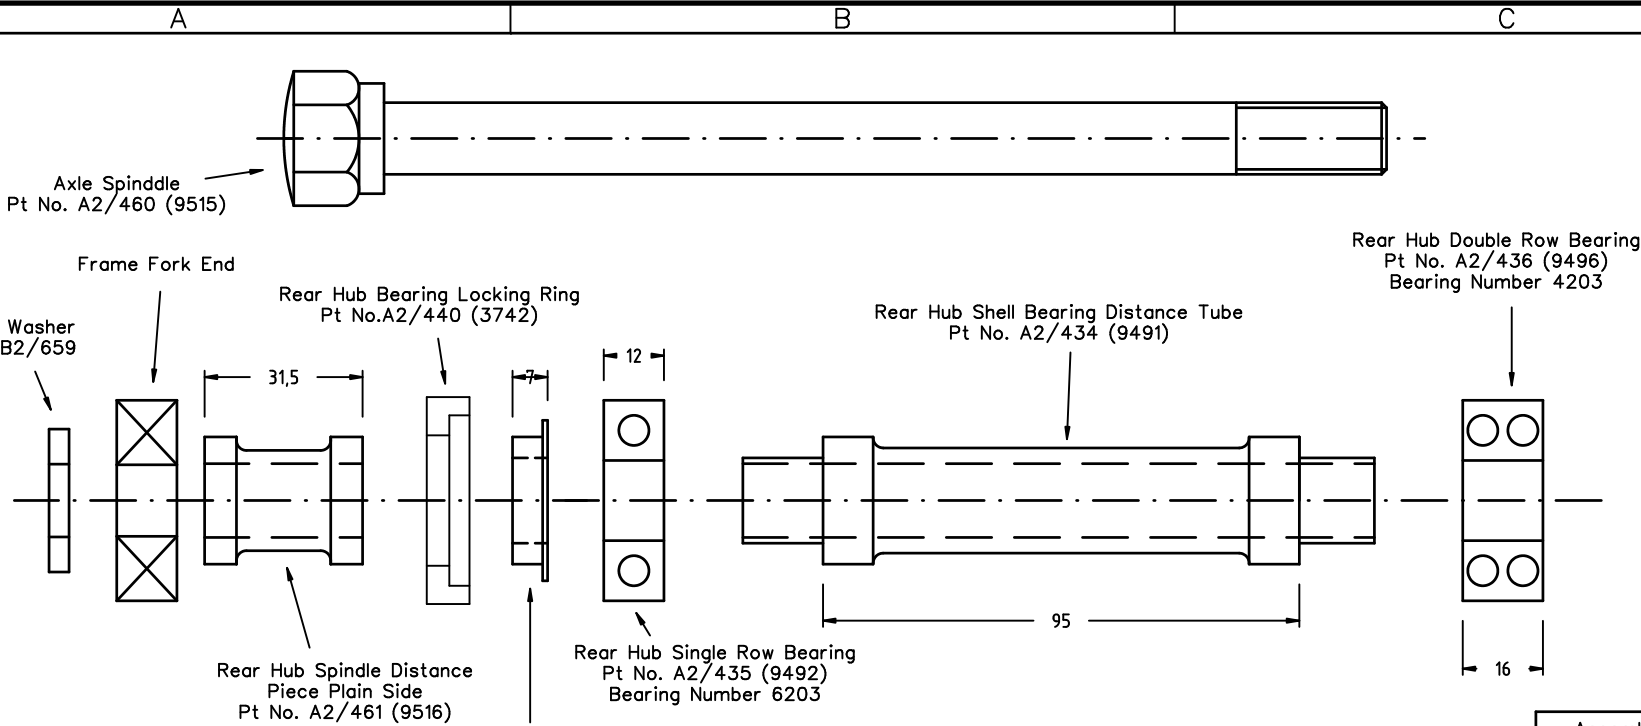 A
B
C
Axle Spinddle
Pt No. A2/460 (9515)
Frame Fork End
Washer
B2/659
Rear Hub Bearing Locking Ring
Pt No.A2/440 (3742)
Rear Hub Shell Bearing Distance Tube
Pt No. A2/434 (9491)
Rear Hub Double Row Bearing
Pt No. A2/436 (9496)
Bearing Number 4203
31,5
7
12
95
16
Rear Hub Spindle Distance
Piece Plain Side
Pt No. A2/461 (9516)
Rear Hub Single Row Bearing
Pt No. A2/435 (9492)
Bearing Number 6203